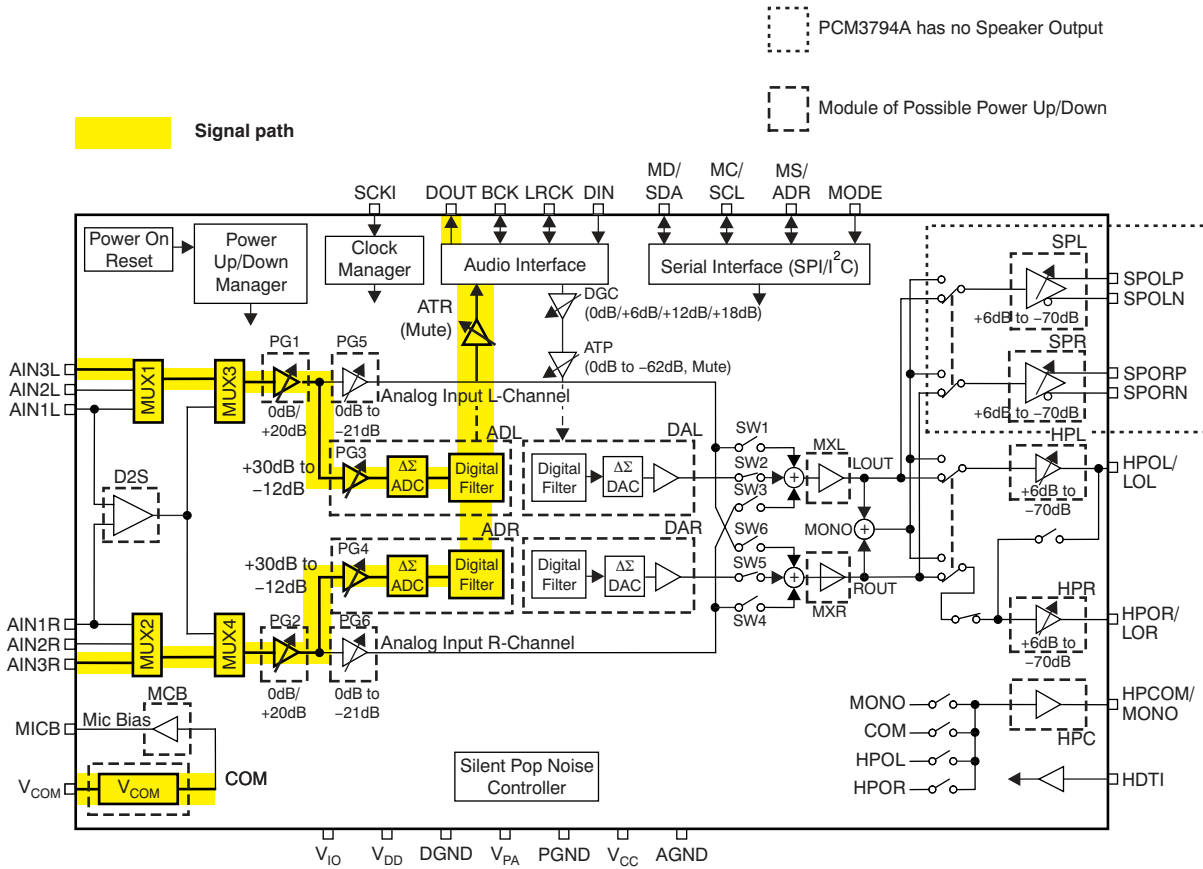 PCM3794A has no Speaker Output
Module of Possible Power Up/Down
Signal path
SCKI
DOUT
BCK
LRCK
DIN
MD/
SDA
MC/
SCL
MS/
ADR
MODE
Power On
Reset
Power
Up/Down
Manager
Clock
Manager
Audio Interface
Serial Interface (SPI/I²C)
ATR
(Mute)
DGC
(0dB/+6dB/+12dB/+18dB)
ATP
(0dB to −62dB, Mute)
SPL
+6dB to −70dB
SPOLP
SPOLN
SPR
+6dB to −70dB
SPORP
SPORN
AIN3L
AIN2L
AIN1L
MUX1
MUX3
PG1
0dB/
+20dB
PG5
0dB to
−21dB
Analog Input L-Channel
ADL
+30dB to
−12dB
PG3
ΔΣ
ADC
Digital
Filter
DAL
Digital
Filter
ΔΣ
DAC
SW1
SW2
SW3
SW6
SW5
SW4
MXL
LOUT
MONO
MXR
ROUT
HPL
+6dB to
−70dB
HPOL/
LOL
D2S
ADR
+30dB to
−12dB
PG4
ΔΣ
ADC
Digital
Filter
DAR
Digital
Filter
ΔΣ
DAC
AIN1R
AIN2R
AIN3R
MUX2
MUX4
PG2
0dB/
+20dB
PG6
0dB to
−21dB
Analog Input R-Channel
HPR
+6dB to
−70dB
HPOR/
LOR
MCB
MICB
Mic Bias
VCOM
VCOM
COM
Silent Pop Noise
Controller
MONO
COM
HPOL
HPOR
HPC
HPCOM/
MONO
HDTI
VIO
VDD
DGND
VPA
PGND
VCC
AGND